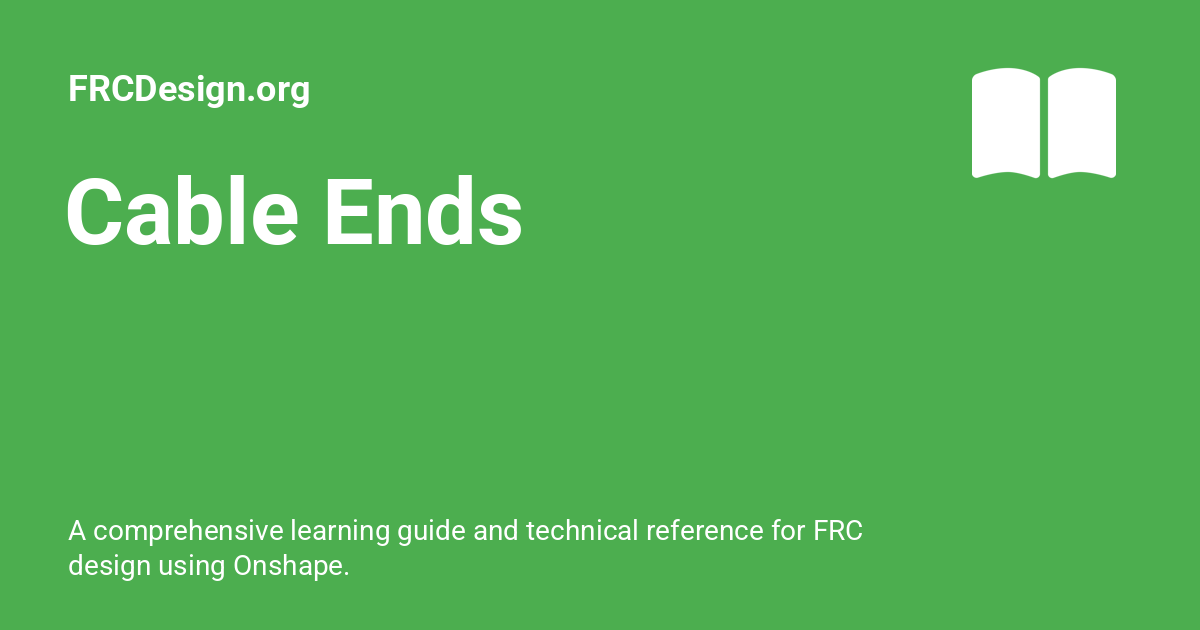 FRCDesign.org
Cable Ends
A comprehensive learning guide and technical reference for FRC
design using Onshape.